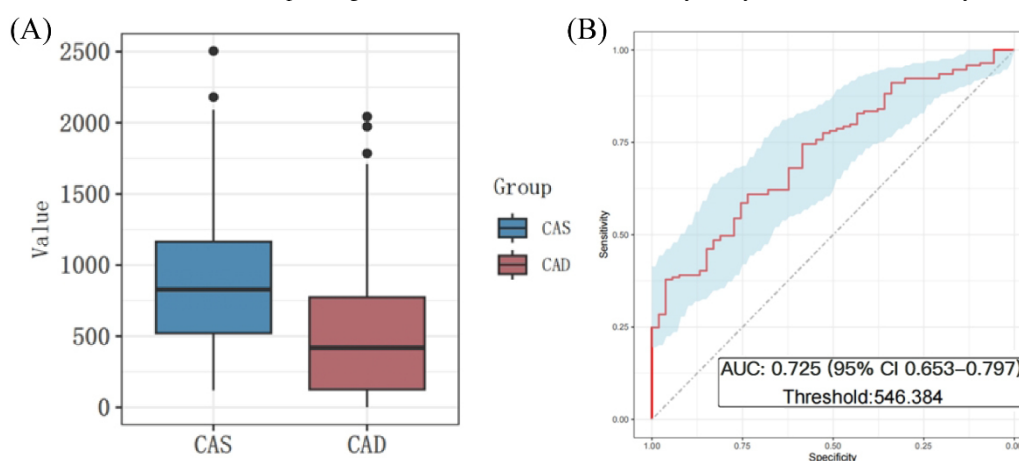 (A)
2500
2000
1500
1000
500
0
Value
CAS
CAD
Group
CAS
CAD
(B)
1.00
0.75
0.50
0.25
0.00
Sensitivity
AUC: 0.725 (95% CI 0.653–0.797)
Threshold:546.384
1.00
0.75
0.50
0.25
0.00
Specificity